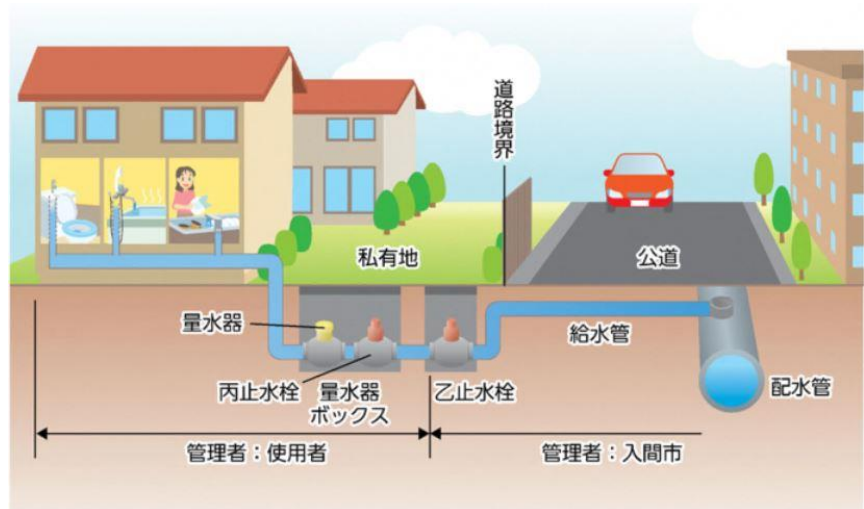 道路境界
私有地
公道
量水器
給水管
丙止水栓
量水器
ボックス
乙止水栓
配水管
管理者：使用者
管理者：入間市